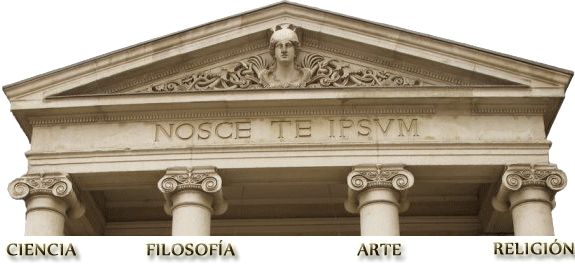 NOSCE TE IPSVM
CIENCIA FILOSOFÍA ARTE RELIGIÓN